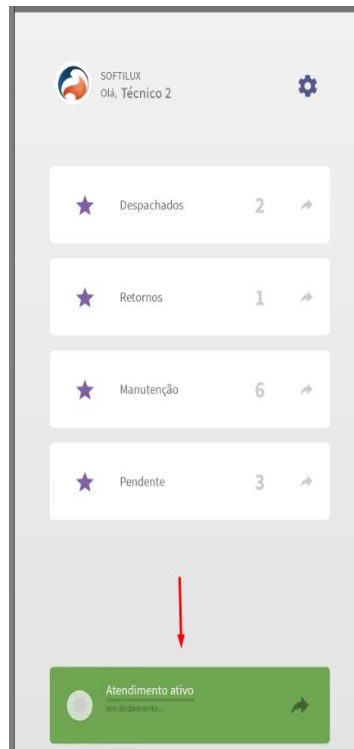 SOFTILUX
Olá, Técnico 2
Despachados 2
Retornos 1
Manutenção 6
Pendente 3
Atendimento ativo
em andamento...